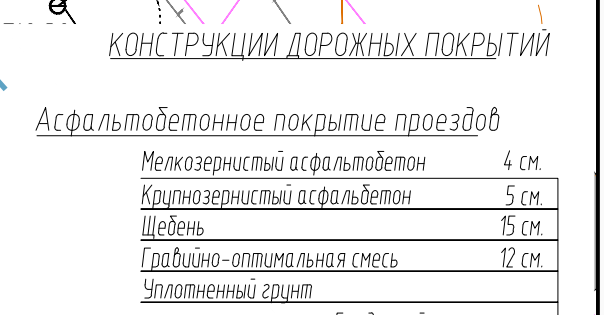 КОНСТРУКЦИИ ДОРОЖНЫХ ПОКРЫТИЙ
Асфальтобетонное покрытие проездов
Мелкозернистый асфальтобетон 4 см.
Крупнозернистый асфальбетон 5 см.
Щебень 15 см.
Гравийно-оптимальная смесь 12 см.
Уплотненный грунт